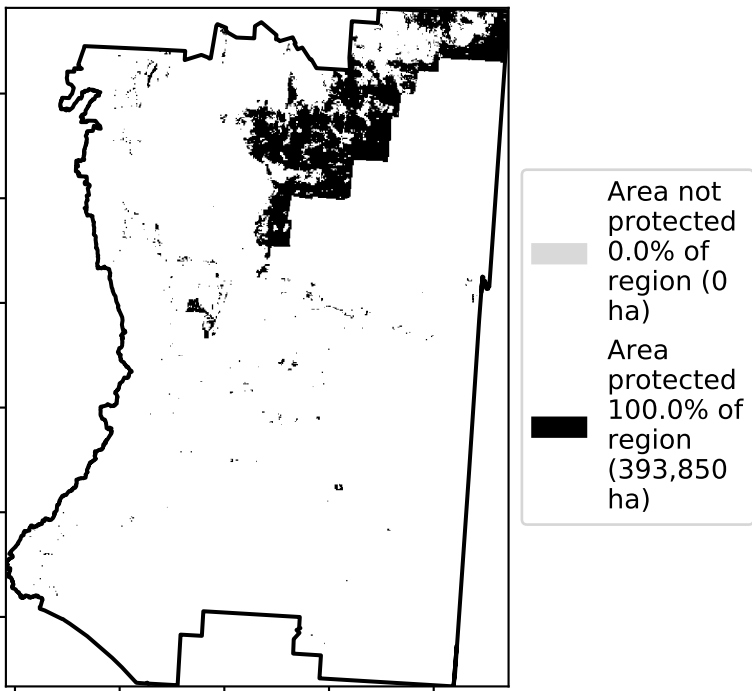 Area not
protected
0.0% of
region (0
ha)
Area
protected
100.0% of
region
(393,850
ha)